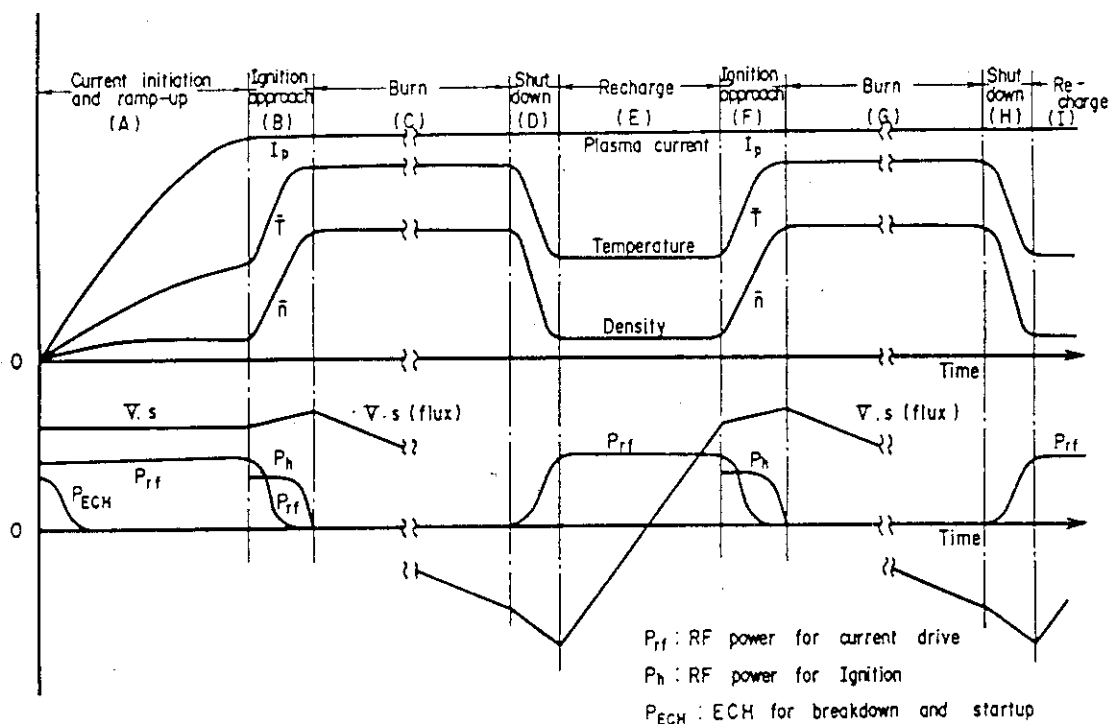 Current initiation and ramp-up (A)
Ignition approach (B)
Burn (C)
Shut down (D)
Recharge (E)
Ignition approach (F)
Burn (G)
Shut down (H)
Re-charge (I)
Ip
Plasma current Ip
T̄
T̄
Temperature
n̄
n̄
Density
0
Time
V̅.s
V̅.s (flux)
V̅.s (flux)
Prf
PECH
Ph
Prf
Prf
Ph
Prf
0
Time
Prf : RF power for current drive
Ph : RF power for Ignition
PECH : ECH for breakdown and startup